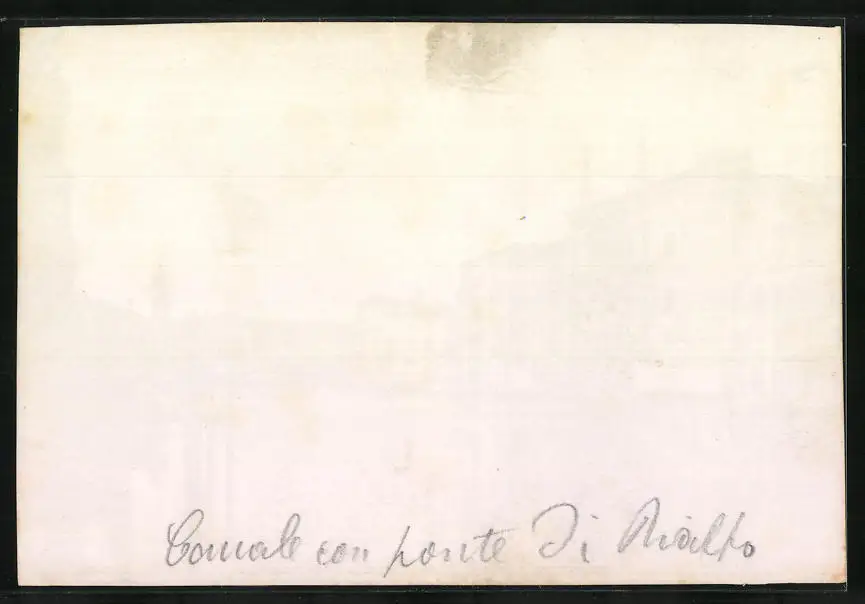 Canale con ponte Di Rialto